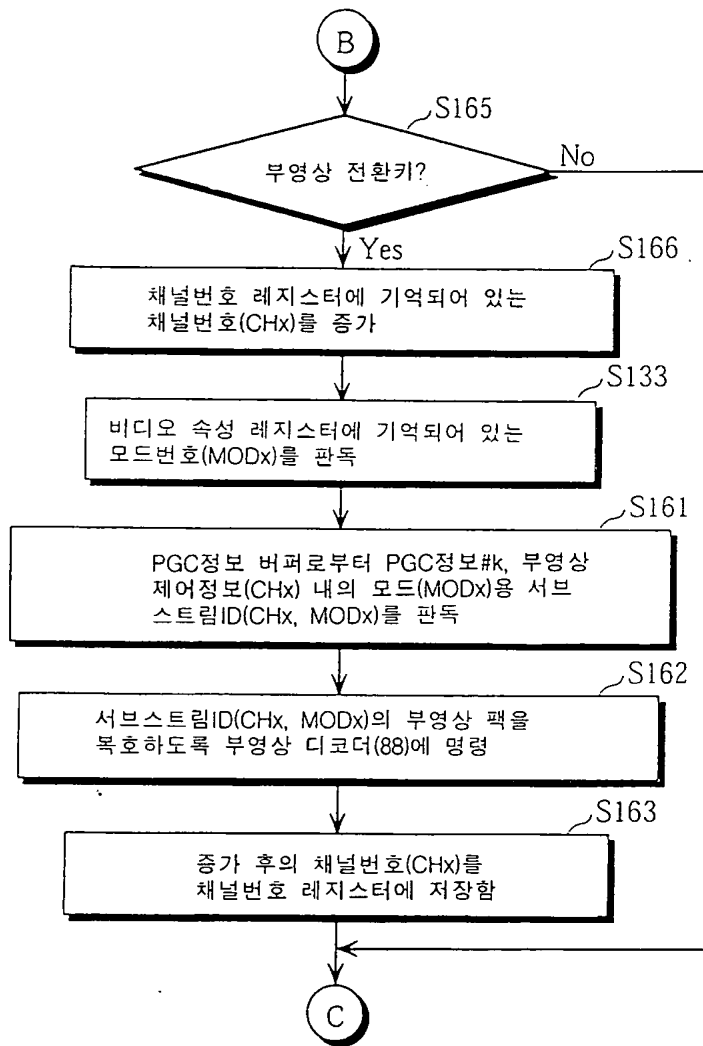 B
S165
부영상 전환키?
No
Yes
S166
채널번호 레지스터에 기억되어 있는
채널번호(CHx)를 증가
S133
비디오 속성 레지스터에 기억되어 있는
모드번호(MODx)를 판독
S161
PGC정보 버퍼로부터 PGC정보#k, 부영상
제어정보(CHx) 내의 모드(MODx)용 서브
스트림ID(CHx, MODx)를 판독
S162
서브스트림ID(CHx, MODx)의 부영상 팩을
복호하도록 부영상 디코더(88)에 명령
S163
증가 후의 채널번호(CHx)를
채널번호 레지스터에 저장함
C